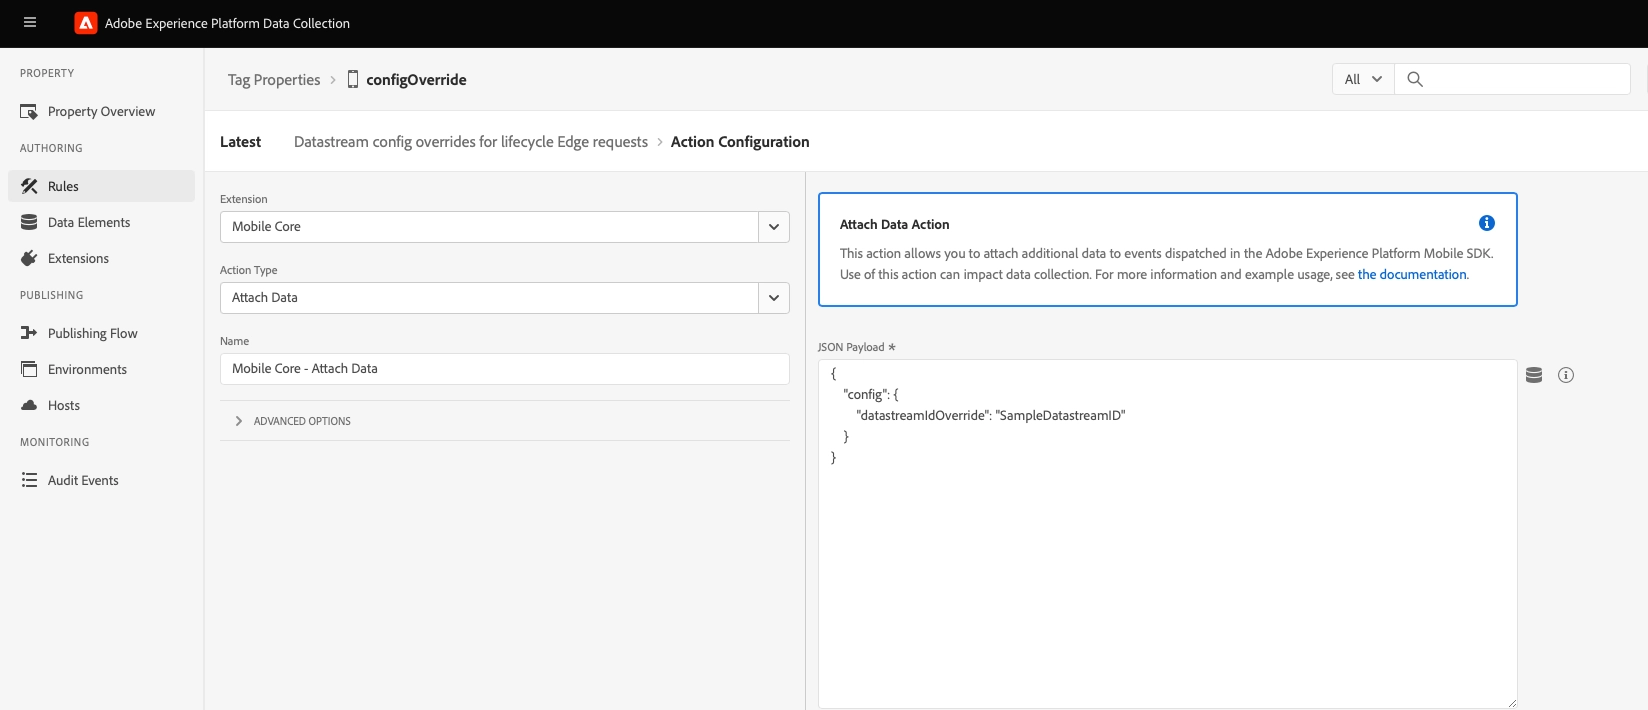 Adobe Experience Platform Data Collection
PROPERTY
Property Overview
AUTHORING
Rules
Data Elements
Extensions
PUBLISHING
Publishing Flow
Environments
Hosts
MONITORING
Audit Events
Tag Properties > configOverride
All
Latest
Datastream config overrides for lifecycle Edge requests > Action Configuration
Extension
Mobile Core
Action Type
Attach Data
Name
Mobile Core - Attach Data
ADVANCED OPTIONS
Attach Data Action
This action allows you to attach additional data to events dispatched in the Adobe Experience Platform Mobile SDK.
Use of this action can impact data collection. For more information and example usage, see the documentation.
JSON Payload *
{
"config": {
"datastreamIdOverride": "SampleDatastreamID"
}
}